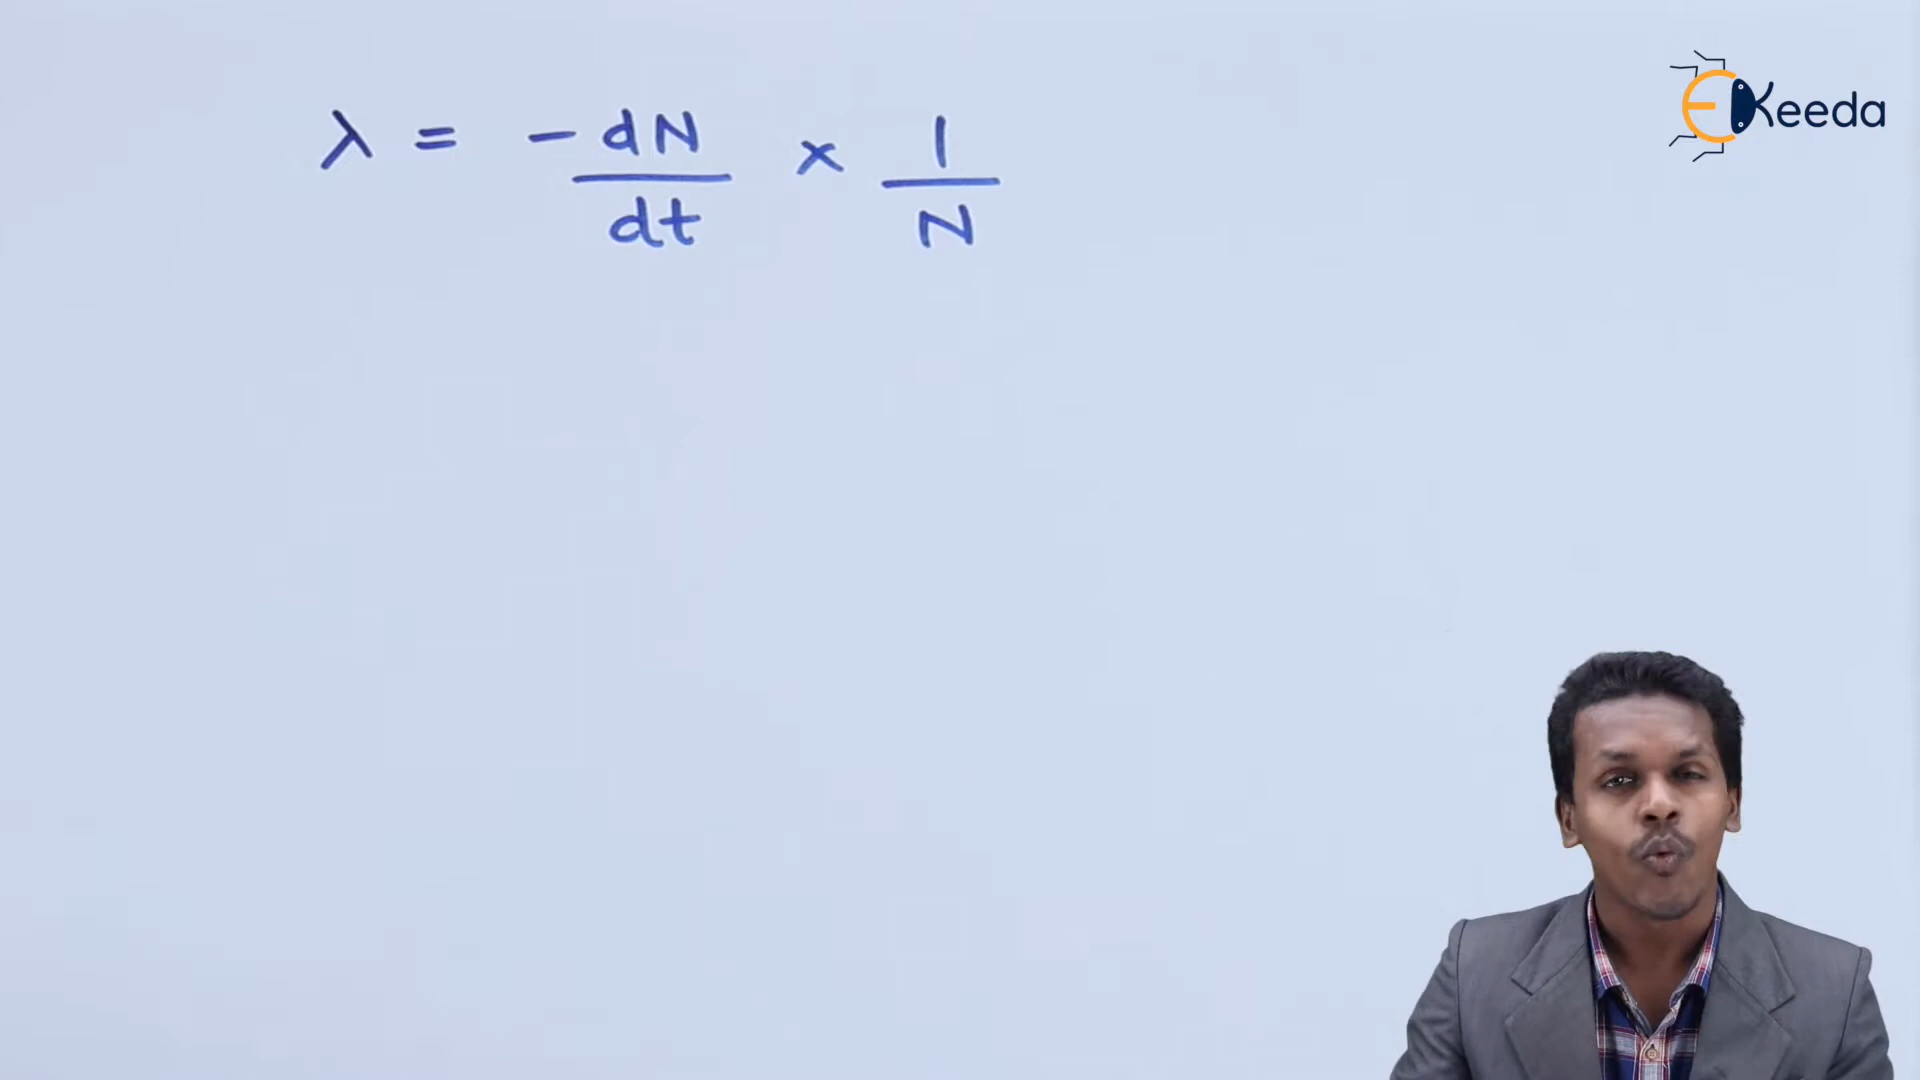 λ = - dN/dt × 1/N
EKeeda